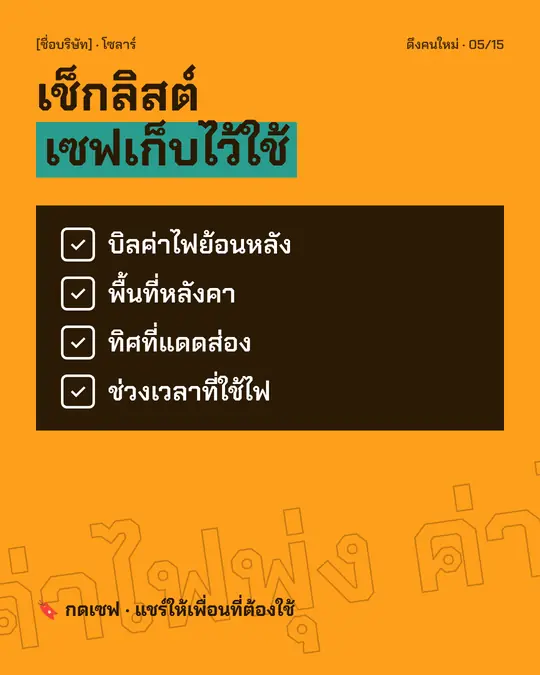 [ชื่อบริษัท] · โซลาร์
ดึงคนใหม่ · 05/15
เช็กลิสต์
เซฟเก็บไว้ใช้
บิลค่าไฟย้อนหลัง
พื้นที่หลังคา
ทิศที่แดดส่อง
ช่วงเวลาที่ใช้ไฟ
ค่าไฟพุ่ง ค่า
กดเซฟ · แชร์ให้เพื่อนที่ต้องใช้